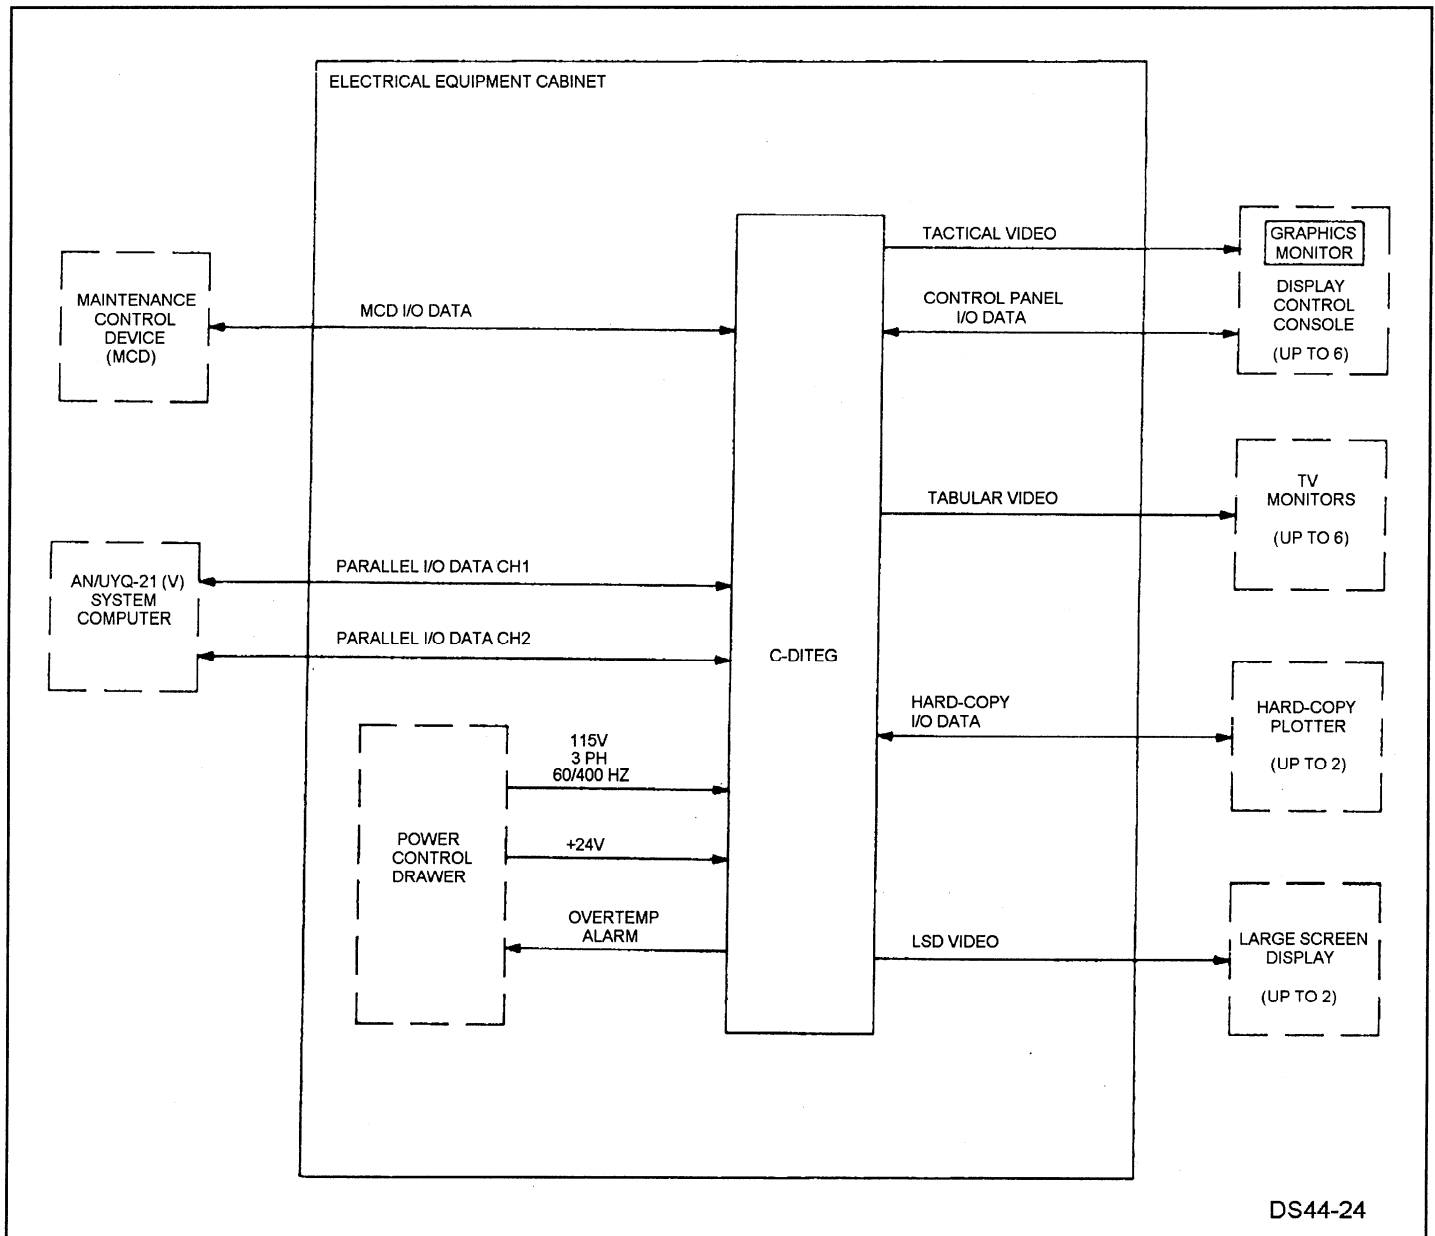 ELECTRICAL EQUIPMENT CABINET
MAINTENANCE
CONTROL
DEVICE
(MCD)
MCD I/O DATA
AN/UYQ-21 (V)
SYSTEM
COMPUTER
PARALLEL I/O DATA CH1
PARALLEL I/O DATA CH2
POWER
CONTROL
DRAWER
115V
3 PH
60/400 HZ
+24V
OVERTEMP
ALARM
C-DITEG
TACTICAL VIDEO
CONTROL PANEL
I/O DATA
GRAPHICS
MONITOR
DISPLAY
CONTROL
CONSOLE
(UP TO 6)
TABULAR VIDEO
TV
MONITORS
(UP TO 6)
HARD-COPY
I/O DATA
HARD-COPY
PLOTTER
(UP TO 2)
LSD VIDEO
LARGE SCREEN
DISPLAY
(UP TO 2)
DS44-24